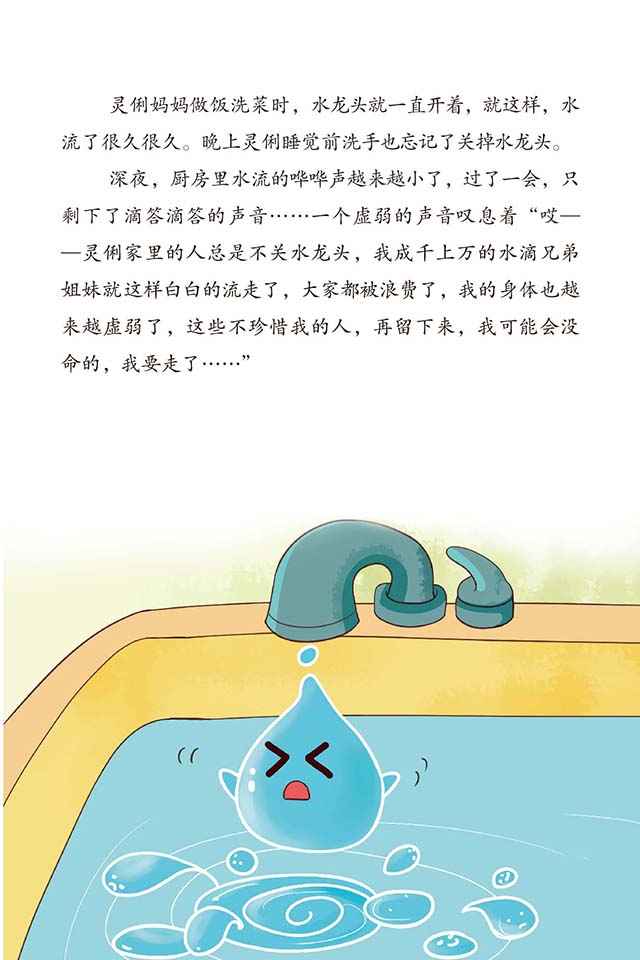 灵俐妈妈做饭洗菜时，水龙头就一直开着，就这样，水
流了很久很久。晚上灵俐睡觉前洗手也忘记了关掉水龙头。
深夜，厨房里水流的哗哗声越来越小了，过了一会，只
剩下了滴答滴答的声音……一个虚弱的声音叹息着“哎—
—灵俐家里的人总是不关水龙头，我成千上万的水滴兄弟
姐妹就这样白白的流走了，大家都被浪费了，我的身体也越
来越虚弱了，这些不珍惜我的人，再留下来，我可能会没
命的，我要走了……”